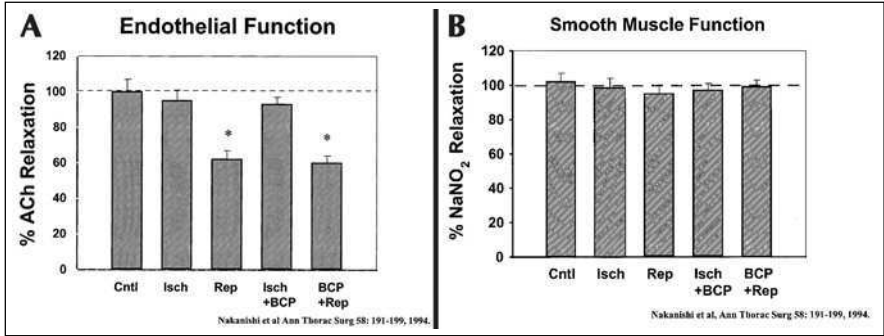 A Endothelial Function
% ACh Relaxation
120
100
80
60
40
20
0
*
*
Cntl Isch Rep Isch +BCP BCP +Rep
Nakanishi et al Ann Thorac Surg 58: 191-199, 1994.
B Smooth Muscle Function
% NaNO2 Relaxation
120
100
80
60
40
20
0
Cntl Isch Rep Isch +BCP BCP +Rep
Nakanishi et al, Ann Thorac Surg 58: 191-199, 1994.